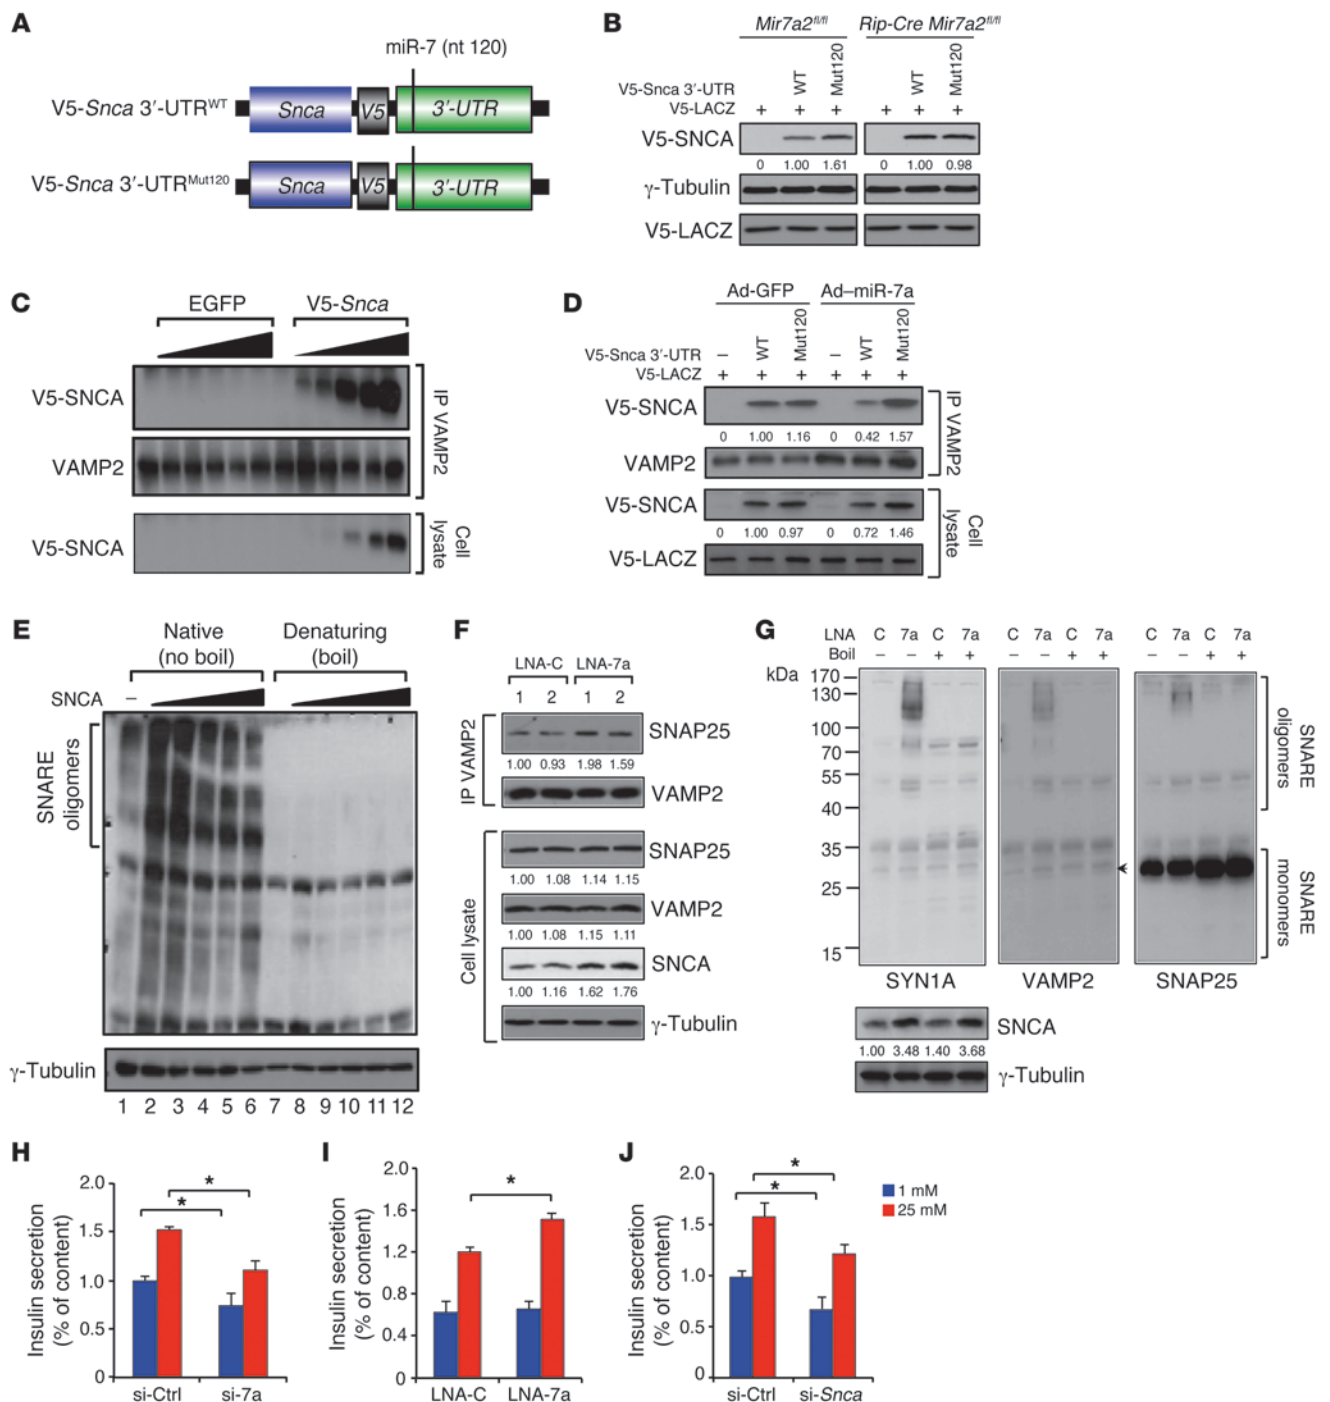 A
miR-7 (nt 120)
V5-Snca 3′-UTRWT
Snca V5 3′-UTR
V5-Snca 3′-UTRMut120
Snca V5 3′-UTR
B
Mir7a2fl/fl Rip-Cre Mir7a2fl/fl
V5-Snca 3′-UTR WT Mut120 WT Mut120
V5-LACZ + + + + + +
V5-SNCA
0 1.00 1.61 0 1.00 0.98
γ-Tubulin
V5-LACZ
C
EGFP V5-Snca
V5-SNCA
VAMP2
IP VAMP2
V5-SNCA
Cell lysate
D
Ad-GFP Ad–miR-7a
V5-Snca 3′-UTR – WT Mut120 – WT Mut120
V5-LACZ + + + + + +
V5-SNCA
0 1.00 1.16 0 0.42 1.57
VAMP2
IP VAMP2
V5-SNCA
0 1.00 0.97 0 0.72 1.46
V5-LACZ
Cell lysate
E
Native (no boil)
Denaturing (boil)
SNCA –
SNARE oligomers
γ-Tubulin
1 2 3 4 5 6 7 8 9 10 11 12
F
LNA-C LNA-7a
1 2 1 2
IP VAMP2
SNAP25
1.00 0.93 1.98 1.59
VAMP2
Cell lysate
SNAP25
1.00 1.08 1.14 1.15
VAMP2
1.00 1.08 1.15 1.11
SNCA
1.00 1.16 1.62 1.76
γ-Tubulin
G
LNA C 7a C 7a C 7a C 7a C 7a C 7a
Boil – – + + – – + + – – + +
kDa
170
130
100
70
55
40
35
25
15
SNARE oligomers
SNARE monomers
SYN1A VAMP2 SNAP25
SNCA
1.00 3.48 1.40 3.68
γ-Tubulin
H
Insulin secretion (% of content)
2.0
1.5
1.0
0.5
0
* *
si-Ctrl si-7a
I
Insulin secretion (% of content)
2.0
1.6
1.2
0.8
0.4
0
*
LNA-C LNA-7a
J
Insulin secretion (% of content)
2.0
1.5
1.0
0.5
0
* *
si-Ctrl si-Snca
1 mM
25 mM